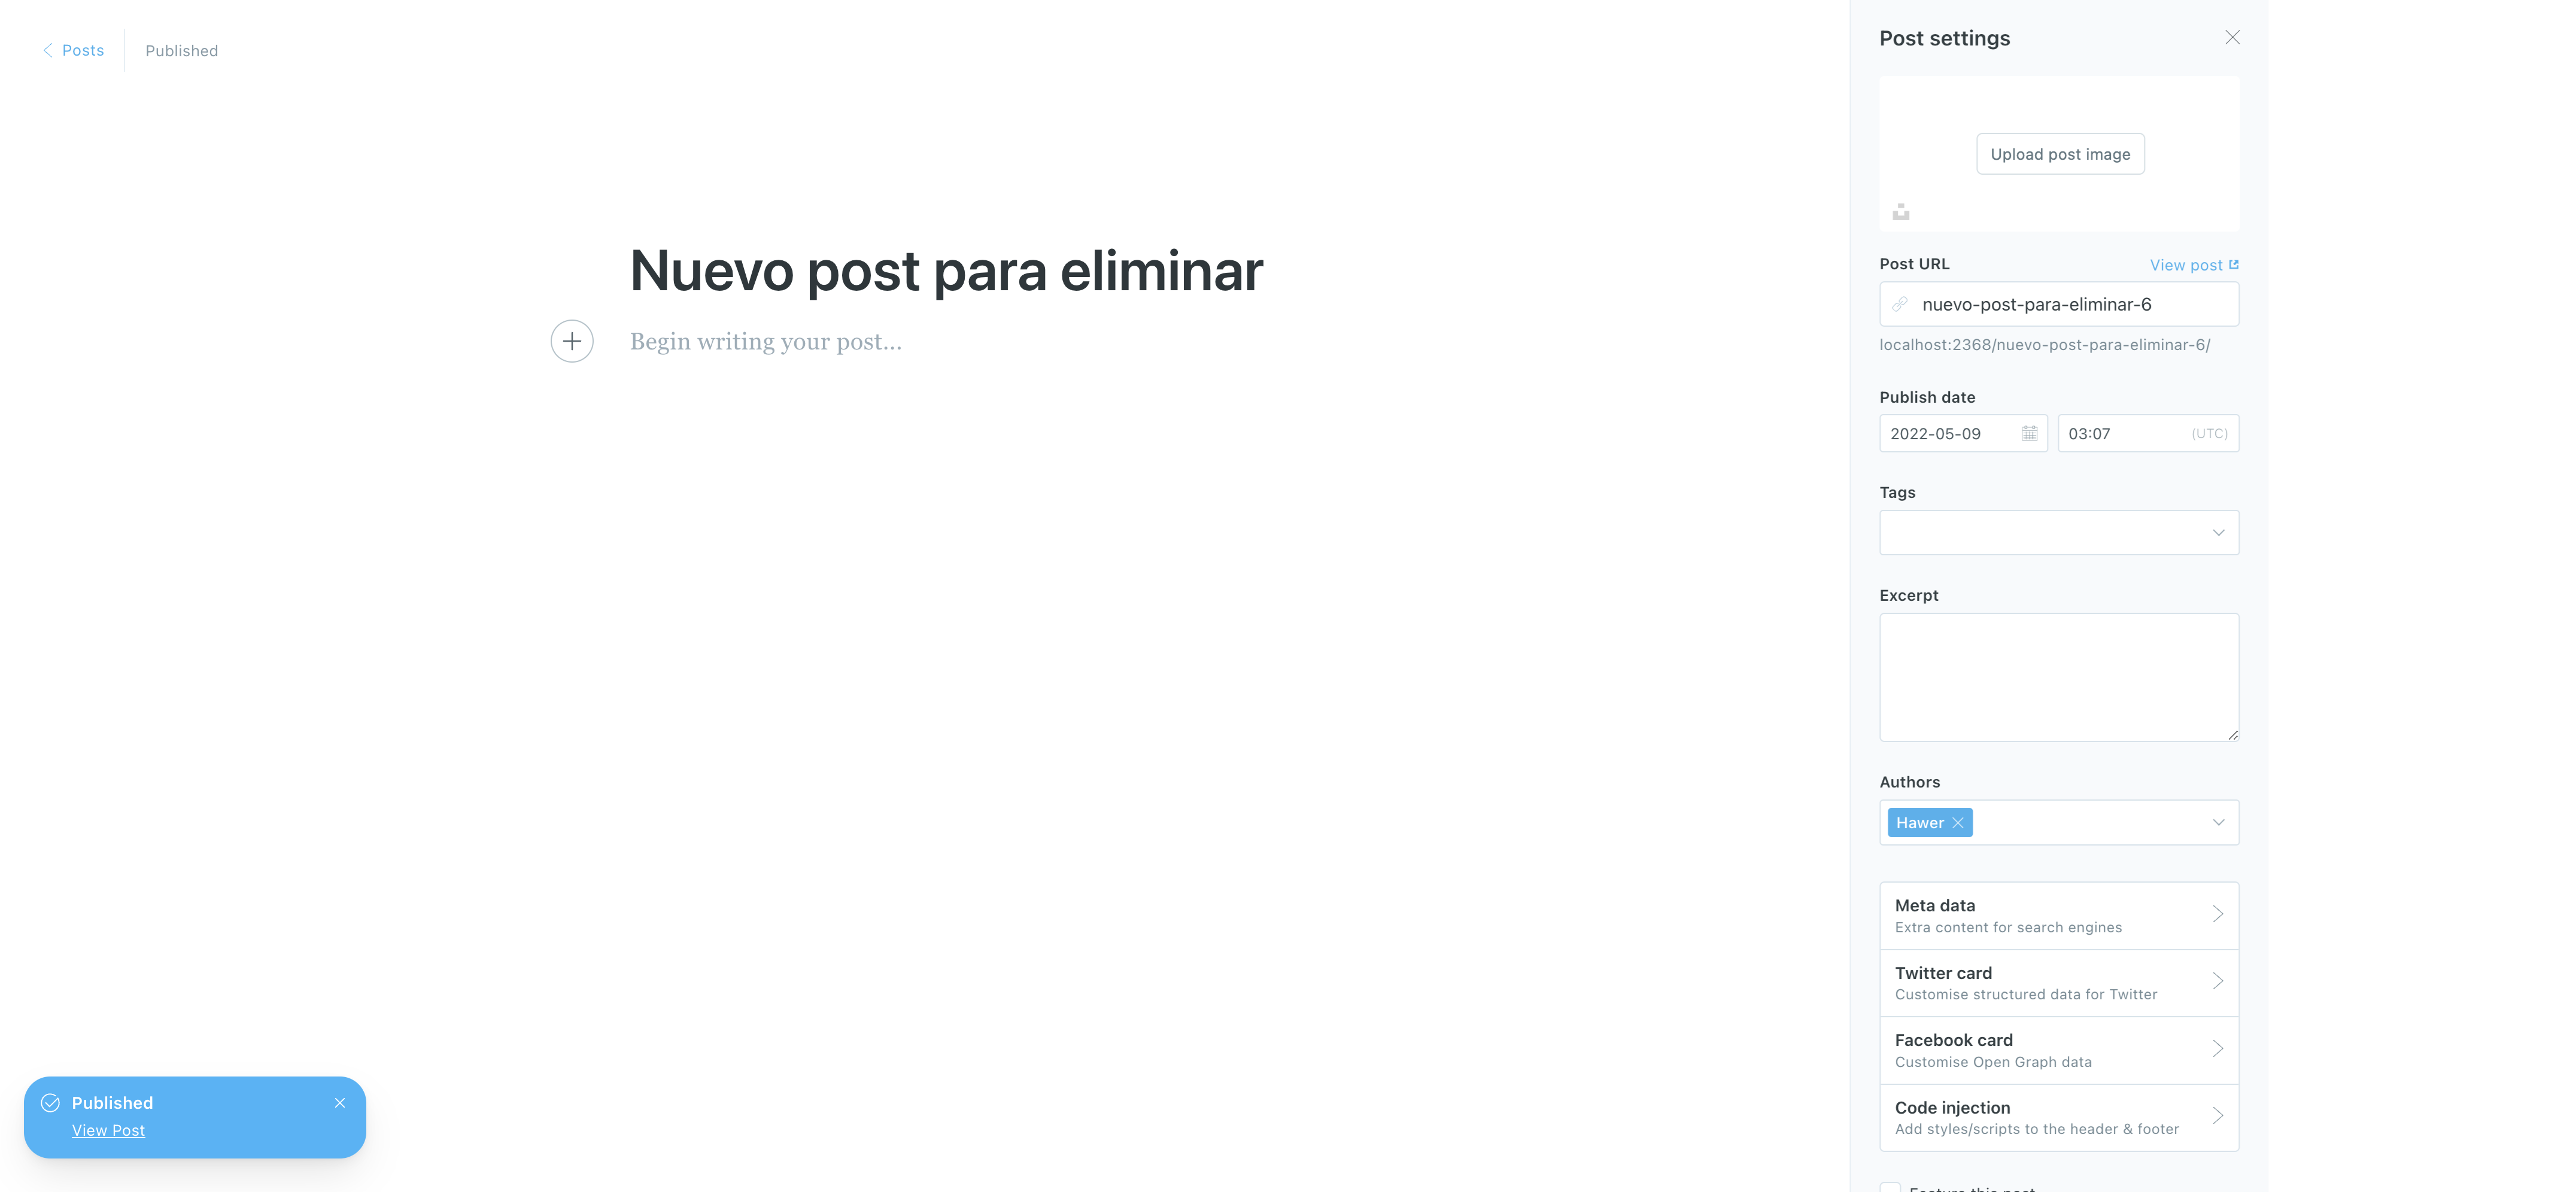 Posts
Published
Nuevo post para eliminar
Begin writing your post...
Published
View Post
Post settings
Upload post image
Post URL
View post
nuevo-post-para-eliminar-6
localhost:2368/nuevo-post-para-eliminar-6/
Publish date
2022-05-09
03:07 (UTC)
Tags
Excerpt
Authors
Hawer
Meta data
Extra content for search engines
Twitter card
Customise structured data for Twitter
Facebook card
Customise Open Graph data
Code injection
Add styles/scripts to the header & footer
Feature this post